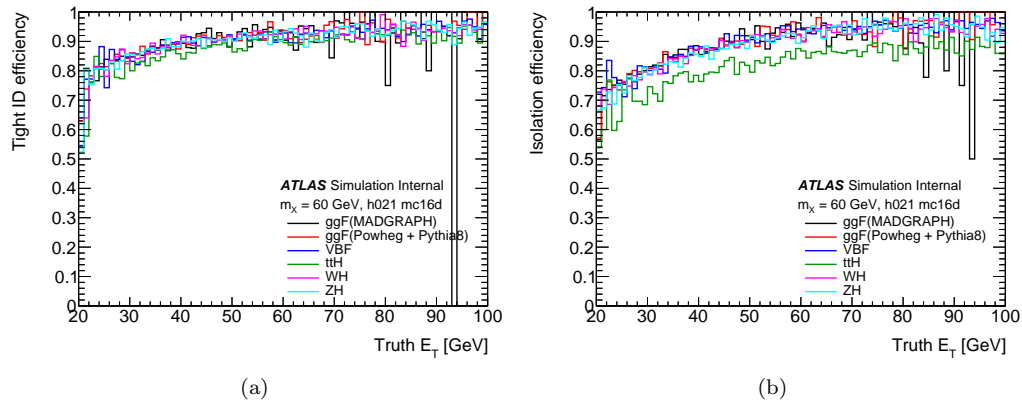 Tight ID efficiency
1
0.9
0.8
0.7
0.6
0.5
0.4
0.3
0.2
0.1
0
ATLAS Simulation Internal
m_X = 60 GeV, h021 mc16d
ggF(MADGRAPH)
ggF(Powheg + Pythia8)
VBF
ttH
WH
ZH
20 30 40 50 60 70 80 90 100
Truth E_T [GeV]
(a)
Isolation efficiency
1
0.9
0.8
0.7
0.6
0.5
0.4
0.3
0.2
0.1
0
ATLAS Simulation Internal
m_X = 60 GeV, h021 mc16d
ggF(MADGRAPH)
ggF(Powheg + Pythia8)
VBF
ttH
WH
ZH
20 30 40 50 60 70 80 90 100
Truth E_T [GeV]
(b)